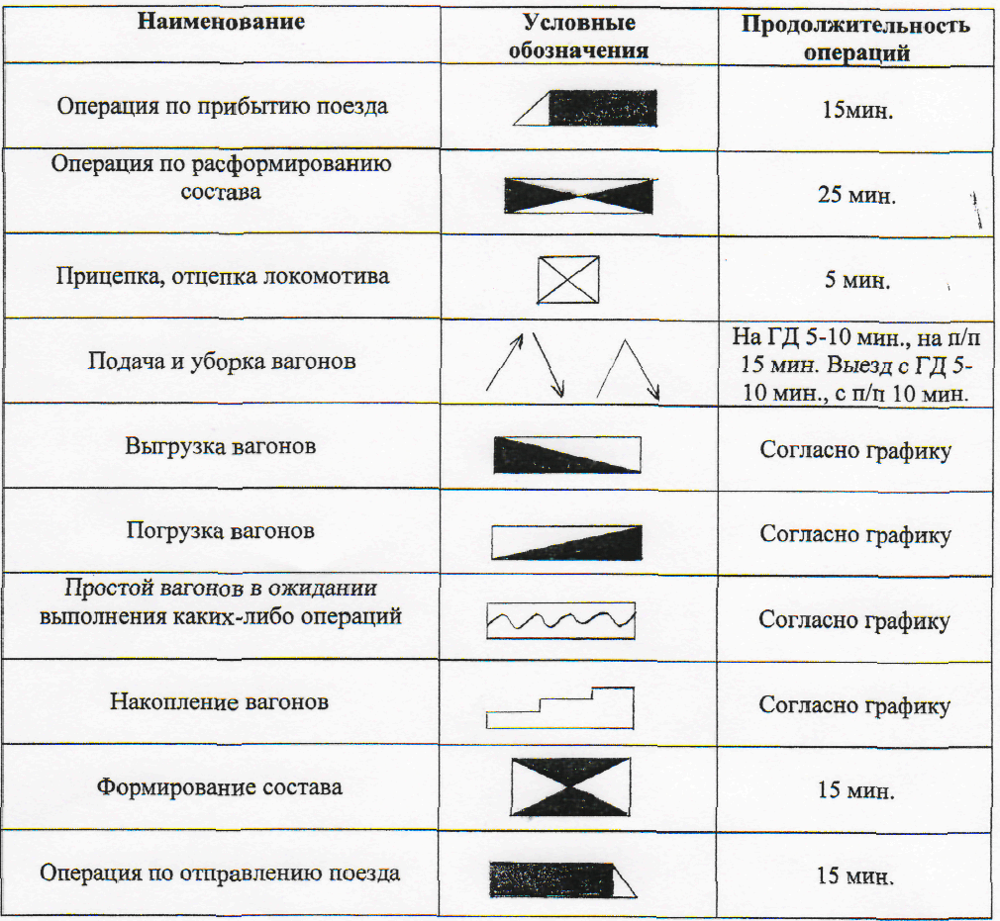 Наименование
Условные
обозначения
Продолжительность
операций
Операция по прибытию поезда
15мин.
Операция по расформированию
состава
25 мин.
Прицепка, отцепка локомотива
5 мин.
Подача и уборка вагонов
На ГД 5-10 мин., на п/п
15 мин. Выезд с ГД 5-
10 мин., с п/п 10 мин.
Выгрузка вагонов
Согласно графику
Погрузка вагонов
Согласно графику
Простой вагонов в ожидании
выполнения каких-либо операций
Согласно графику
Накопление вагонов
Согласно графику
Формирование состава
15 мин.
Операция по отправлению поезда
15 мин.